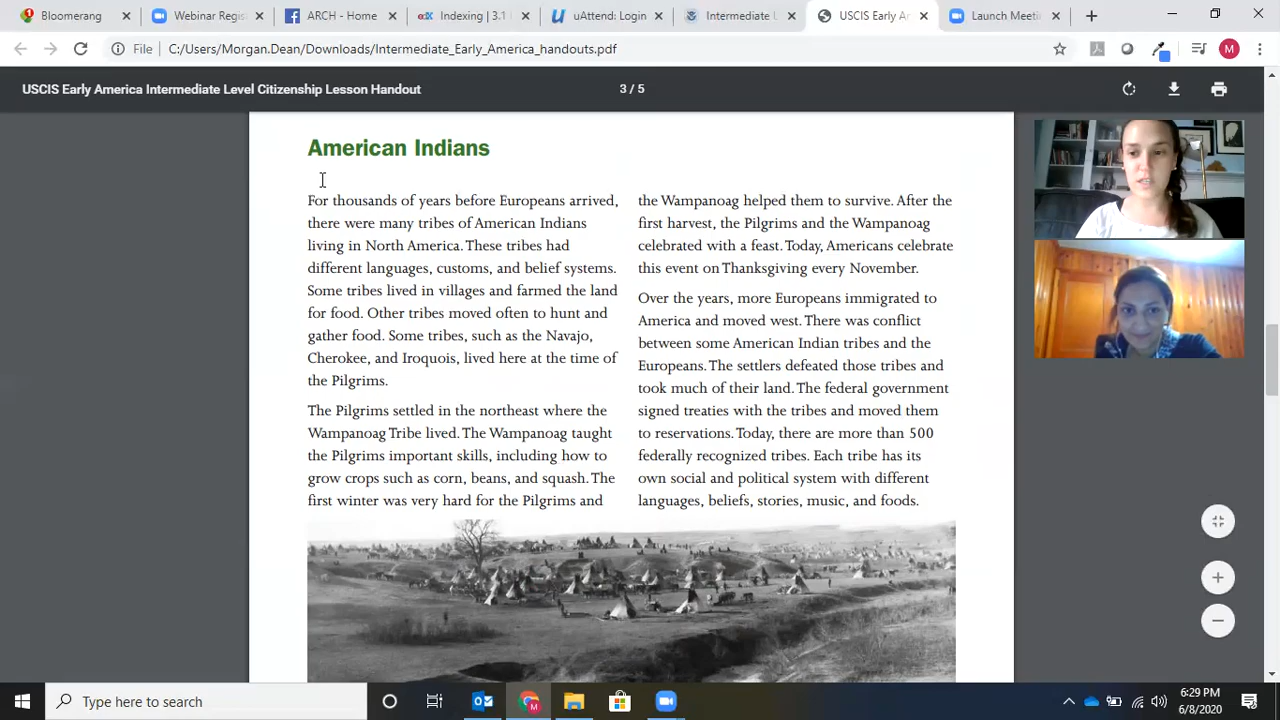 Bloomerang
Webinar Regis
ARCH - Home
Indexing | 3.1
uAttend: Login
Intermediate
USCIS Early A
Launch Meeti
File
C:/Users/Morgan.Dean/Downloads/Intermediate_Early_America_handouts.pdf
M
USCIS Early America Intermediate Level Citizenship Lesson Handout
3 / 5
American Indians
For thousands of years before Europeans arrived,
there were many tribes of American Indians
living in North America. These tribes had
different languages, customs, and belief systems.
Some tribes lived in villages and farmed the land
for food. Other tribes moved often to hunt and
gather food. Some tribes, such as the Navajo,
Cherokee, and Iroquois, lived here at the time of
the Pilgrims.
The Pilgrims settled in the northeast where the
Wampanoag Tribe lived. The Wampanoag taught
the Pilgrims important skills, including how to
grow crops such as corn, beans, and squash. The
first winter was very hard for the Pilgrims and
the Wampanoag helped them to survive. After the
first harvest, the Pilgrims and the Wampanoag
celebrated with a feast. Today, Americans celebrate
this event on Thanksgiving every November.
Over the years, more Europeans immigrated to
America and moved west. There was conflict
between some American Indian tribes and the
Europeans. The settlers defeated those tribes and
took much of their land. The federal government
signed treaties with the tribes and moved them
to reservations. Today, there are more than 500
federally recognized tribes. Each tribe has its
own social and political system with different
languages, beliefs, stories, music, and foods.
Type here to search
6:29 PM
6/8/2020